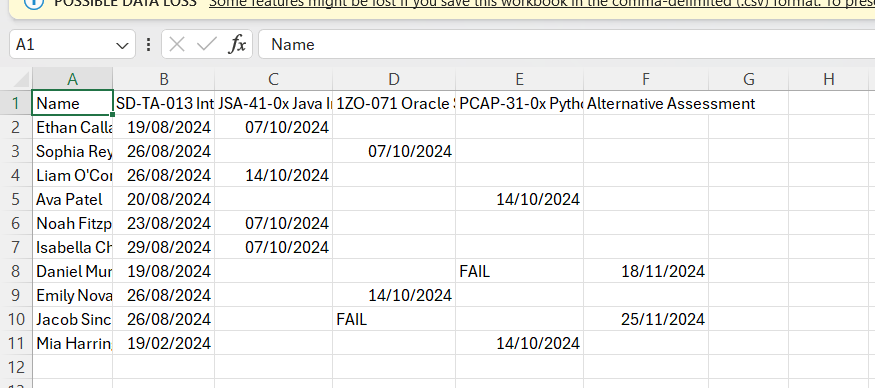 POSSIBLE DATA LOSS Some features might be lost if you save this workbook in the comma-delimited (.csv) format. To
A1 fx Name
A B C D E F G H
1 Name SD-TA-013 Int JSA-41-0x Java 1ZO-071 Oracle PCAP-31-0x Pytho Alternative Assessment
2 Ethan Calla 19/08/2024 07/10/2024
3 Sophia Rey 26/08/2024 07/10/2024
4 Liam O'Con 26/08/2024 14/10/2024
5 Ava Patel 20/08/2024 14/10/2024
6 Noah Fitzp 23/08/2024 07/10/2024
7 Isabella Ch 29/08/2024 07/10/2024
8 Daniel Mur 19/08/2024 FAIL 18/11/2024
9 Emily Nova 26/08/2024 14/10/2024
10 Jacob Sinc 26/08/2024 FAIL 25/11/2024
11 Mia Harrin 19/02/2024 14/10/2024
12